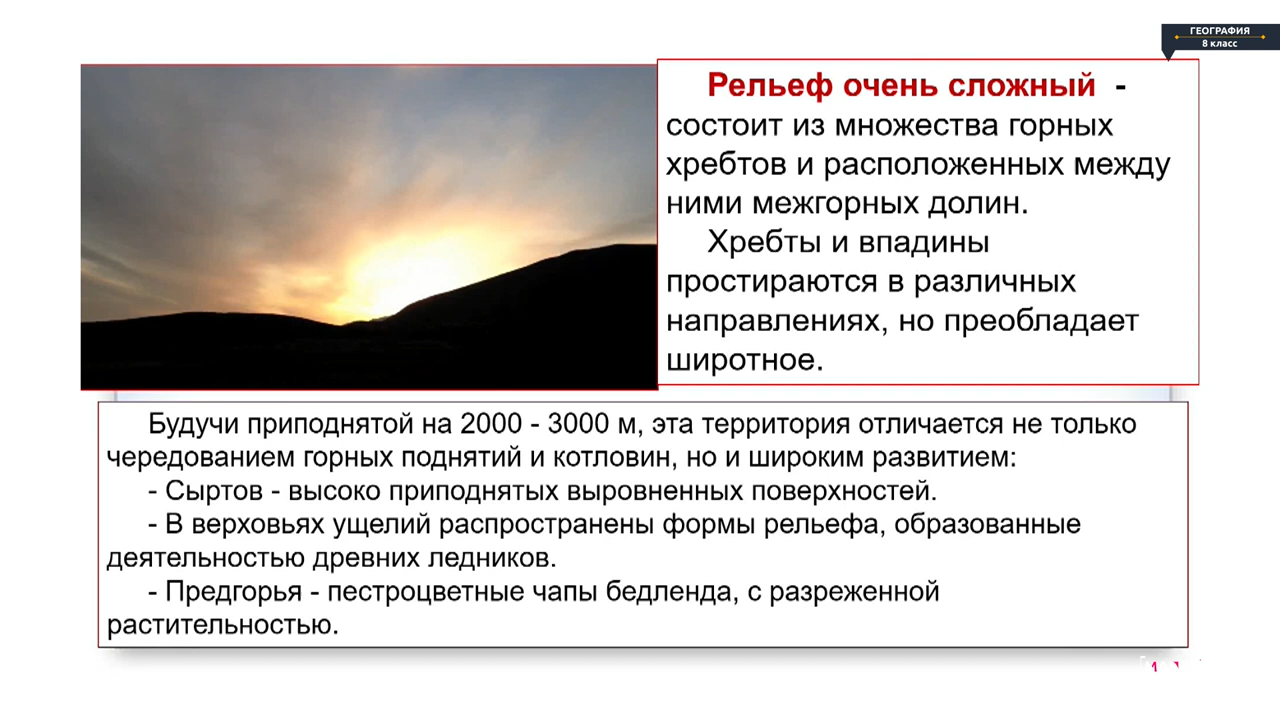 ГЕОГРАФИЯ
8 класс
Рельеф очень сложный -
состоит из множества горных
хребтов и расположенных между
ними межгорных долин.
Хребты и впадины
простираются в различных
направлениях, но преобладает
широтное.
Будучи приподнятой на 2000 - 3000 м, эта территория отличается не только
чередованием горных поднятий и котловин, но и широким развитием:
- Сыртов - высоко приподнятых выровненных поверхностей.
- В верховьях ущелий распространены формы рельефа, образованные
деятельностью древних ледников.
- Предгорья - пестроцветные чапы бедленда, с разреженной
растительностью.